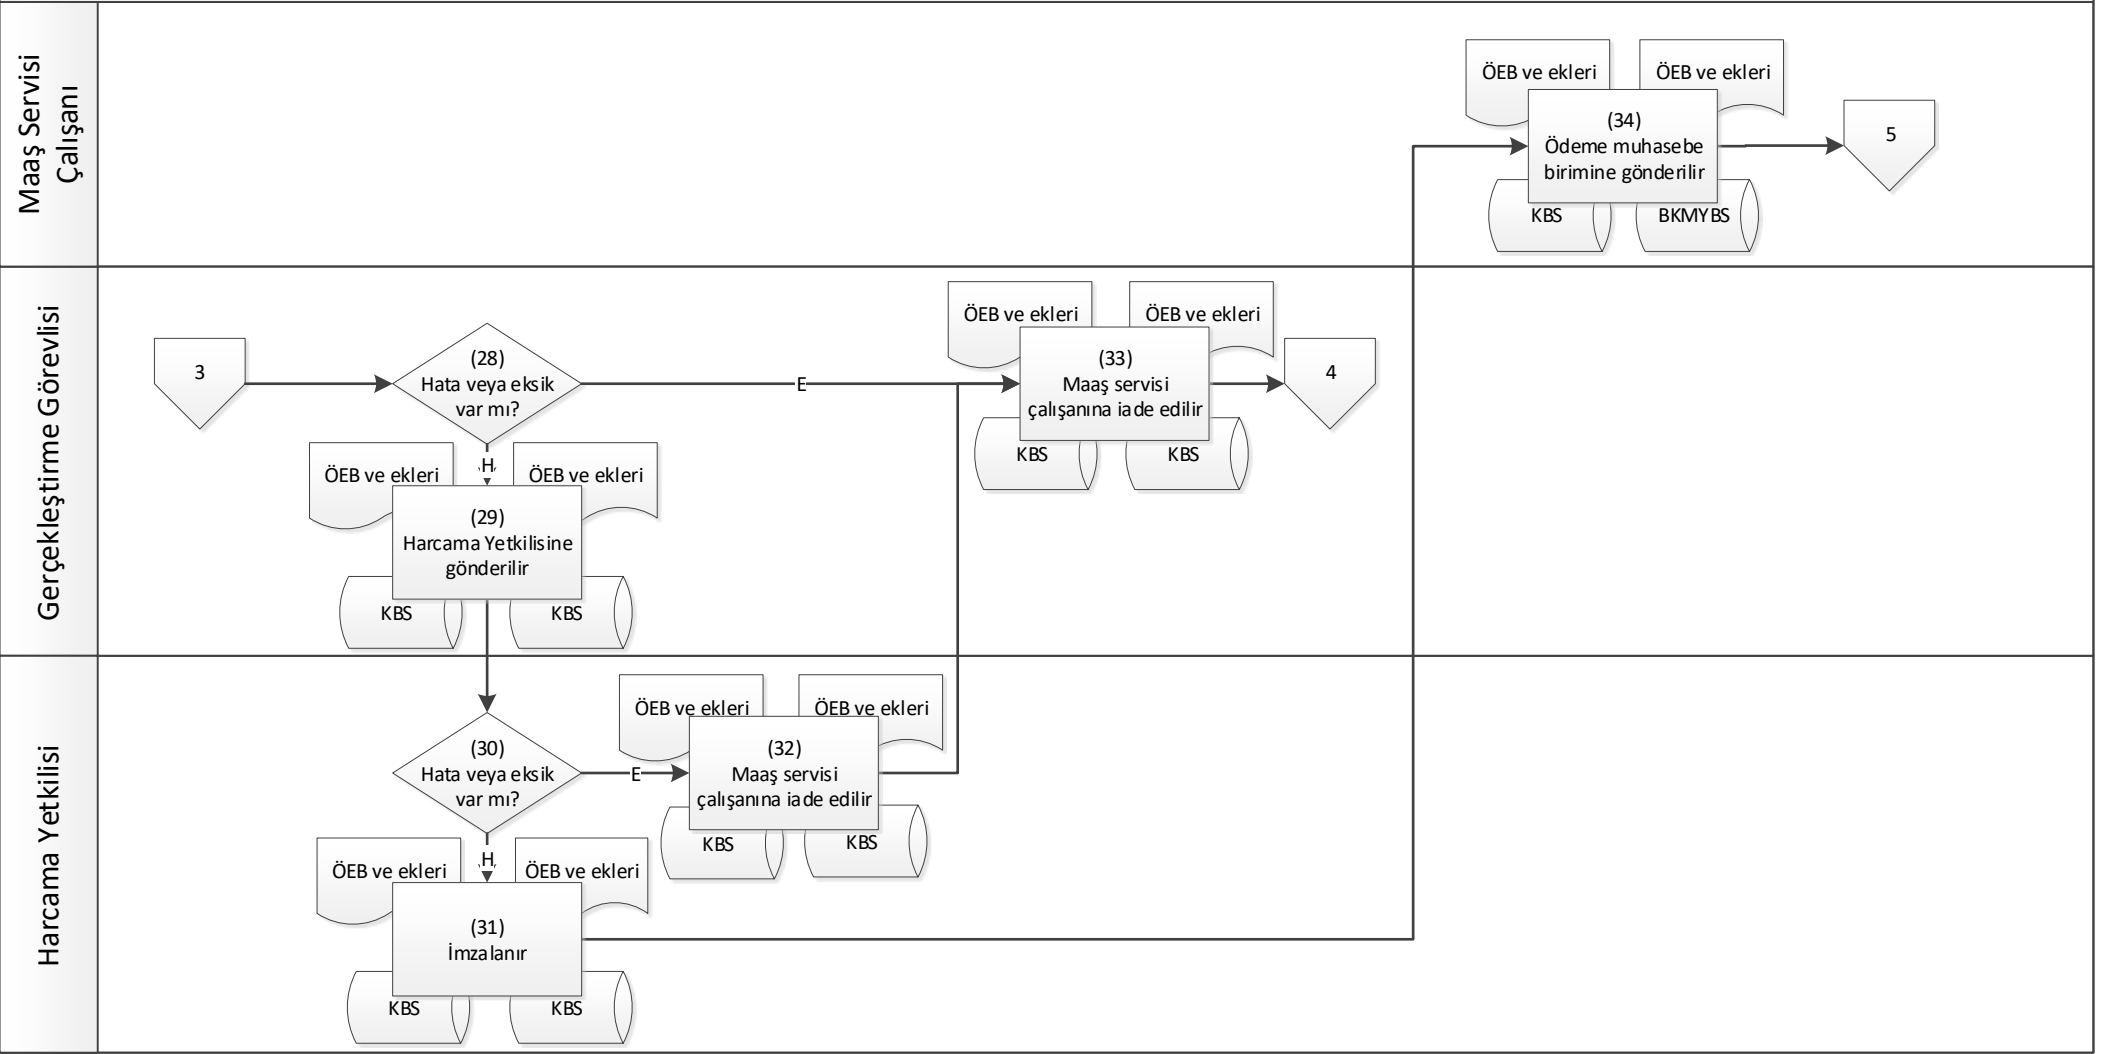 Maaş Servisi
Çalışanı
ÖEB ve ekleri
ÖEB ve ekleri
(34)
Ödeme muhasebe
birimine gönderilir
KBS
BKMYBS
5
Gerçekleştirme Görevlisi
3
(28)
Hata veya eksik
var mı?
E
H
ÖEB ve ekleri
ÖEB ve ekleri
(29)
Harcama Yetkilisine
gönderilir
KBS
KBS
ÖEB ve ekleri
ÖEB ve ekleri
(33)
Maaş servisi
çalışanına iade edilir
KBS
KBS
4
Harcama Yetkilisi
(30)
Hata veya eksik
var mı?
E
H
ÖEB ve ekleri
ÖEB ve ekleri
(32)
Maaş servisi
çalışanına iade edilir
KBS
KBS
ÖEB ve ekleri
ÖEB ve ekleri
(31)
İmzalanır
KBS
KBS